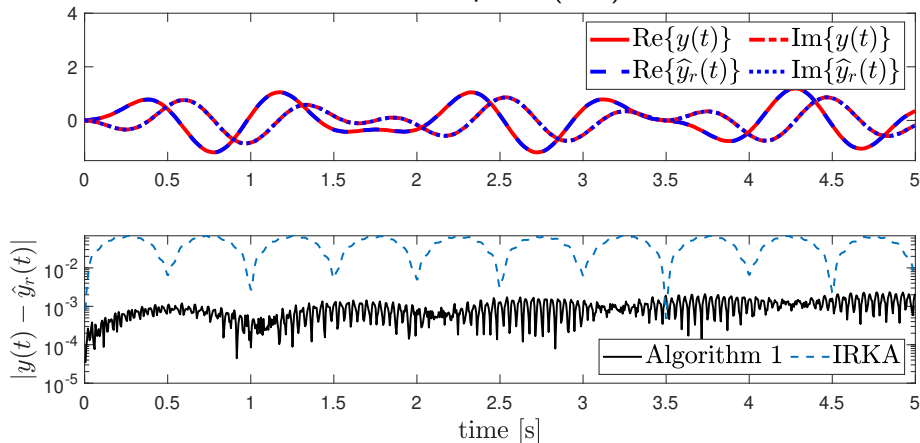 4
2
0
Re{y(t)} Im{y(t)}
Re{ŷ_r(t)} Im{ŷ_r(t)}
0 0.5 1 1.5 2 2.5 3 3.5 4 4.5 5
|y(t) − ŷ_r(t)|
10^-2
10^-3
10^-4
10^-5
Algorithm 1 IRKA
0 0.5 1 1.5 2 2.5 3 3.5 4 4.5 5
time [s]